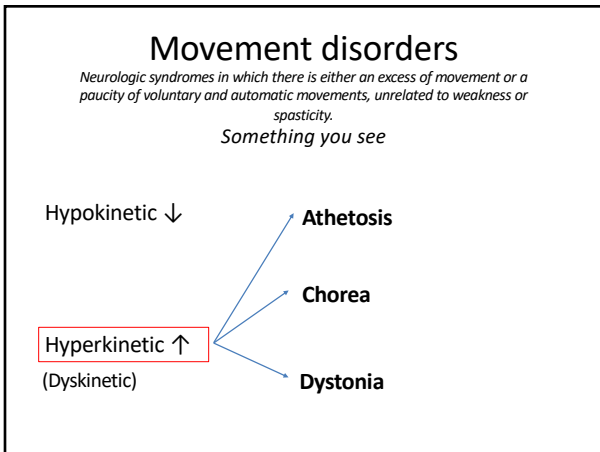 Movement disorders
Neurologic syndromes in which there is either an excess of movement or a
paucity of voluntary and automatic movements, unrelated to weakness or
spasticity.
Something you see
Hypokinetic ↓
Athetosis
Chorea
Hyperkinetic ↑
(Dyskinetic)
Dystonia